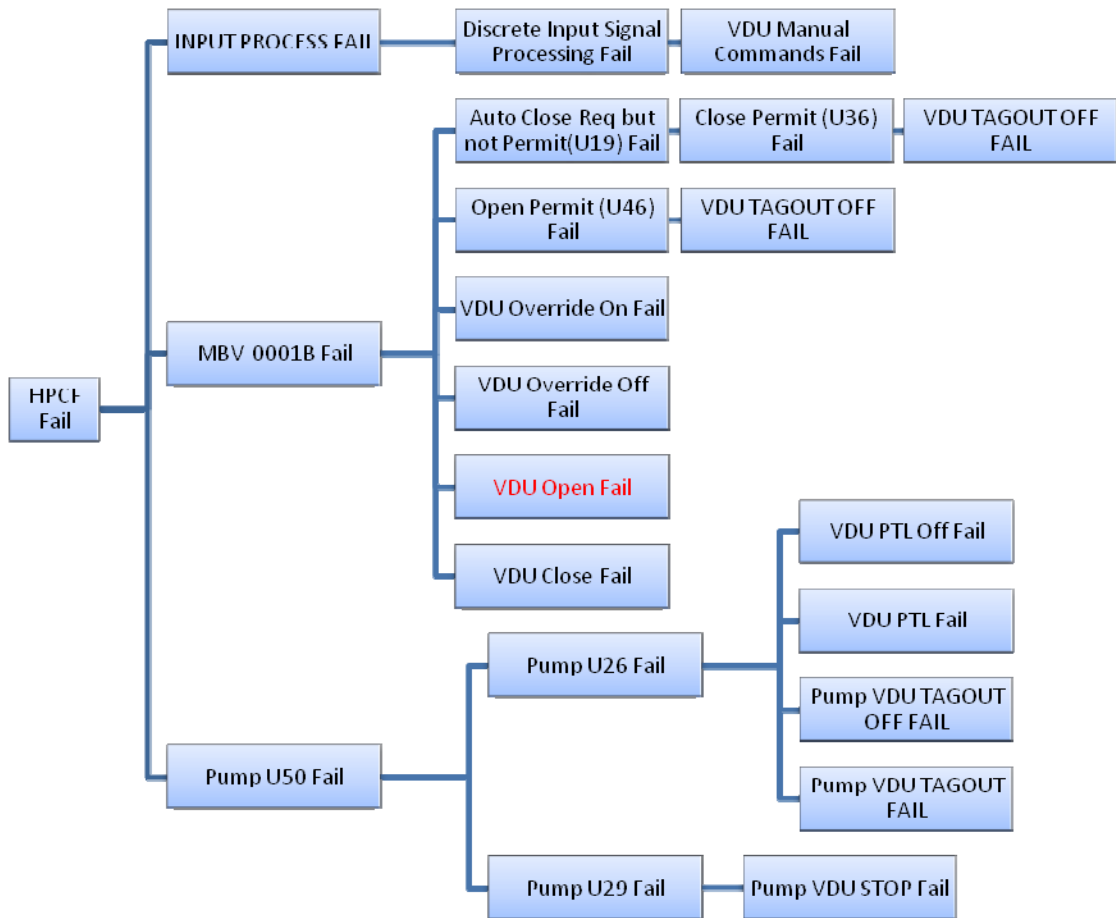 INPUT PROCESS FAIL
Discrete Input Signal
Processing Fail
VDU Manual
Commands Fail
Auto Close Req but
not Permit(U19) Fail
Close Permit (U36)
Fail
VDU TAGOUT OFF
FAIL
Open Permit (U46)
Fail
VDU TAGOUT OFF
FAIL
VDU Override On Fail
MBV 0001B Fail
VDU Override Off
Fail
HPCF
Fail
VDU Open Fail
VDU Close Fail
VDU PTL Off Fail
VDU PTL Fail
Pump U26 Fail
Pump VDU TAGOUT
OFF FAIL
Pump U50 Fail
Pump VDU TAGOUT
FAIL
Pump U29 Fail
Pump VDU STOP Fail